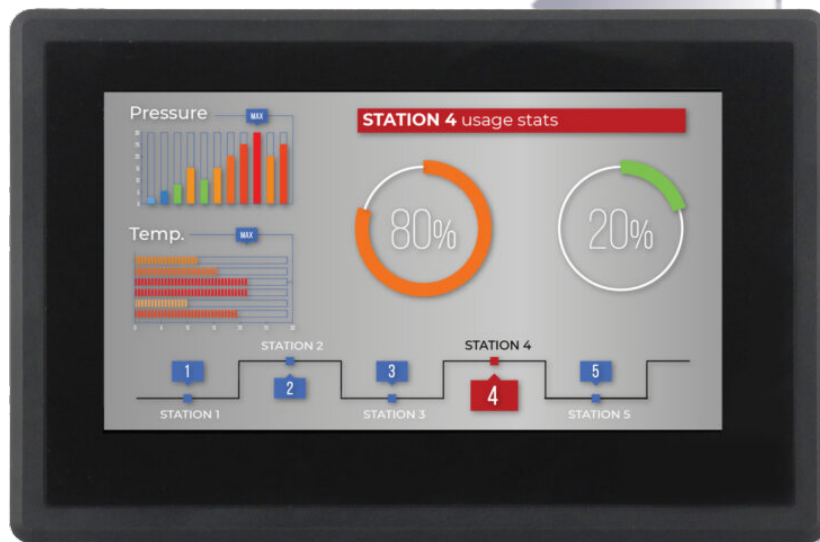 Pressure
MAX
STATION 4 usage stats
80%
20%
Temp.
MAX
STATION 2
STATION 4
1
3
5
2
4
STATION 1
STATION 3
STATION 5